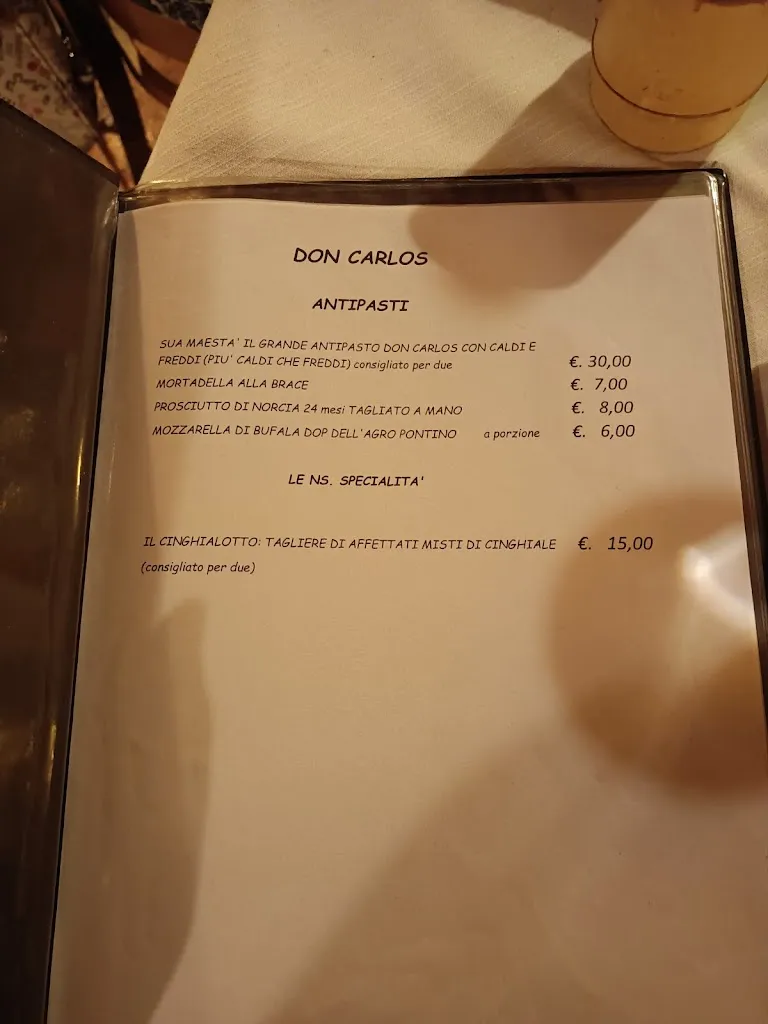 DON CARLOS
ANTIPASTI
SUA MAESTA' IL GRANDE ANTIPASTO DON CARLOS CON CALDI E
FREDDI (PIU' CALDI CHE FREDDI) consigliato per due €. 30,00
MORTADELLA ALLA BRACE €. 7,00
PROSCIUTTO DI NORCIA 24 mesi TAGLIATO A MANO €. 8,00
MOZZARELLA DI BUFALA DOP DELL'AGRO PONTINO a porzione €. 6,00
LE NS. SPECIALITA'
IL CINGHIALOTTO: TAGLIERE DI AFFETTATI MISTI DI CINGHIALE €. 15,00
(consigliato per due)